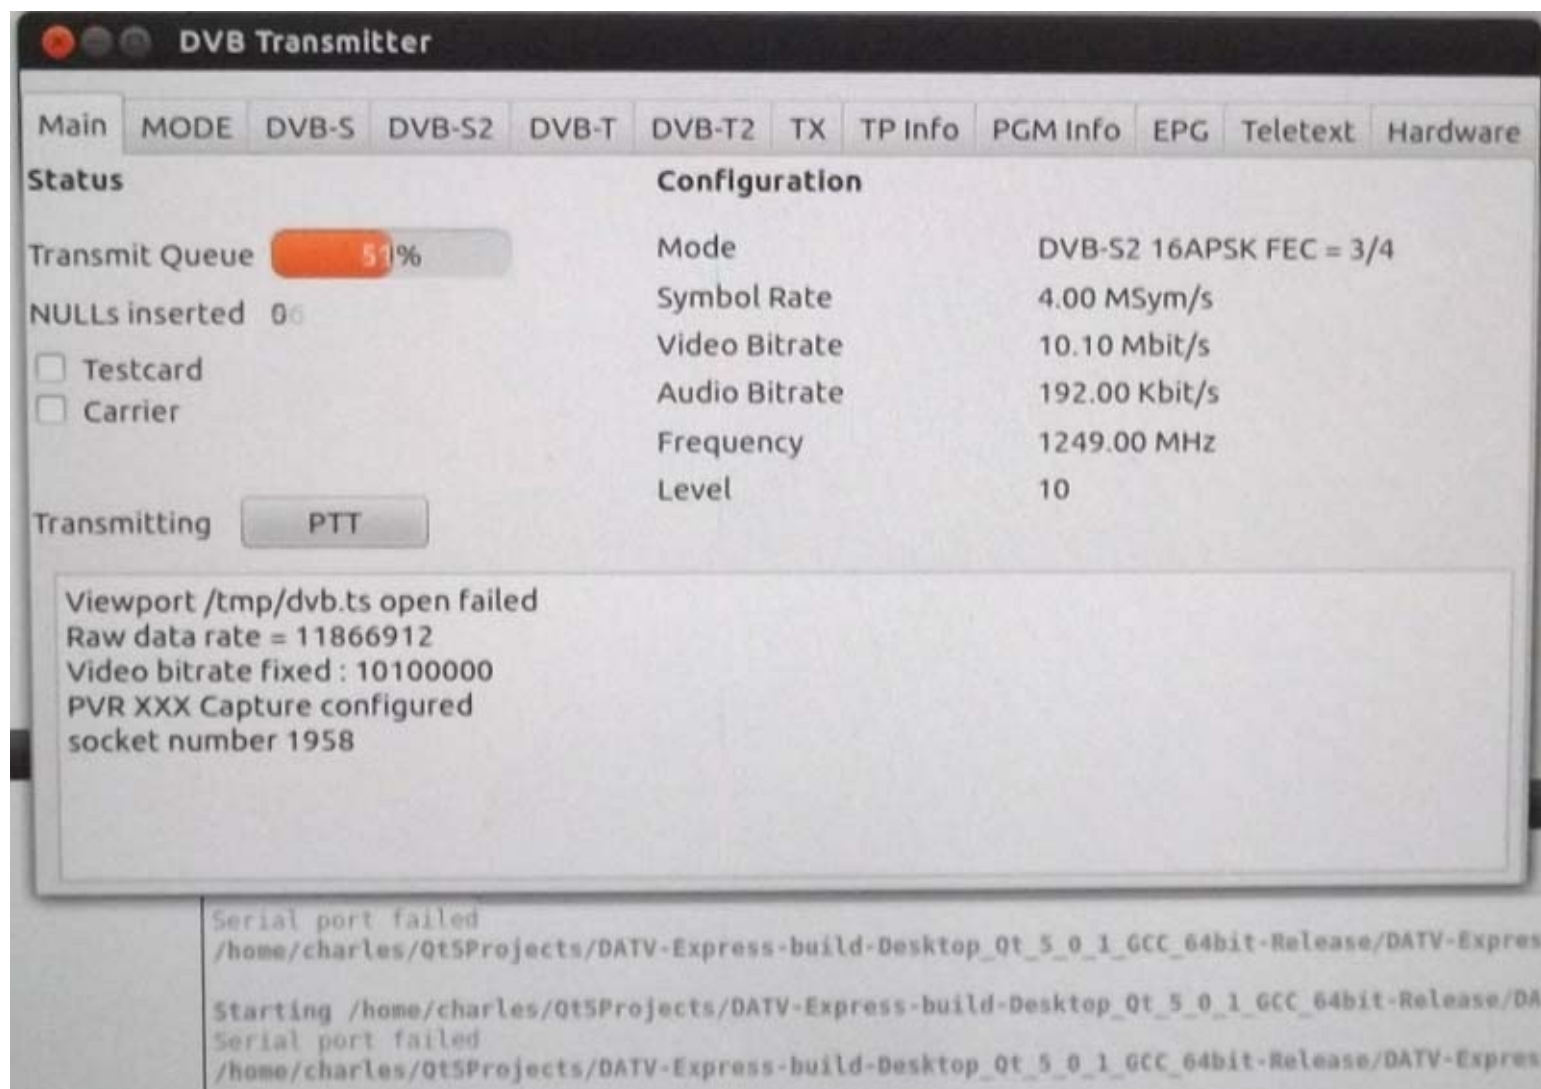 DVB Transmitter
Main MODE DVB-S DVB-S2 DVB-T DVB-T2 TX TP Info PGM Info EPG Teletext Hardware
Status
Configuration
Transmit Queue 51%
Mode DVB-S2 16APSK FEC = 3/4
NULLs inserted
Symbol Rate 4.00 MSym/s
Testcard
Video Bitrate 10.10 Mbit/s
Carrier
Audio Bitrate 192.00 Kbit/s
Frequency 1249.00 MHz
Level 10
Transmitting PTT
Viewport /tmp/dvb.ts open failed
Raw data rate = 11866912
Video bitrate fixed : 10100000
PVR XXX Capture configured
socket number 1958
Serial port failed
/home/charles/Qt5Projects/DATV-Express-build-Desktop_Qt_5_0_1_GCC_64bit-Release/DATV-Expres
Starting /home/charles/Qt5Projects/DATV-Express-build-Desktop_Qt_5_0_1_GCC_64bit-Release/DA
Serial port failed
/home/charles/Qt5Projects/DATV-Express-build-Desktop_Qt_5_0_1_GCC_64bit-Release/DATV-Expres